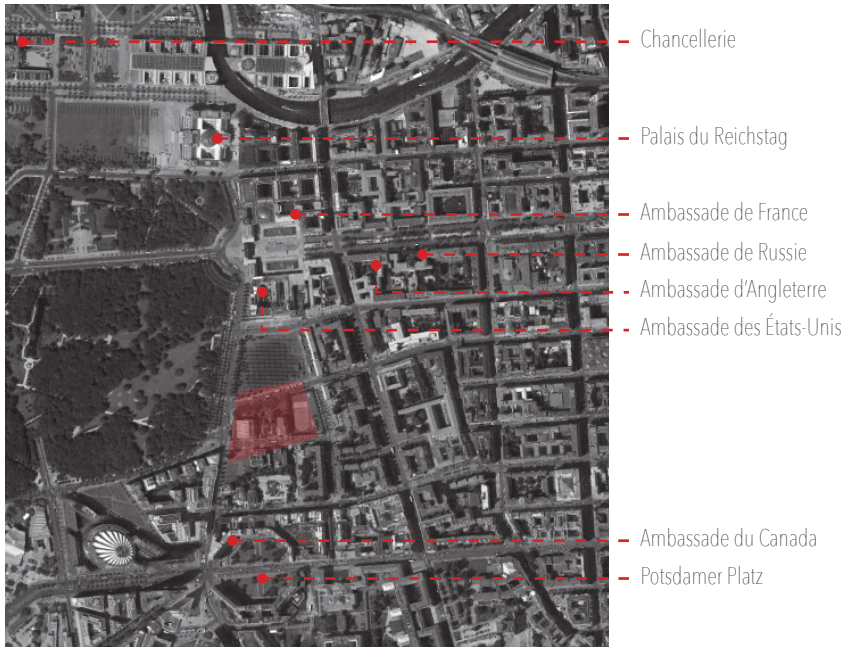 Chancellerie
Palais du Reichstag
Ambassade de France
Ambassade de Russie
Ambassade d'Angleterre
Ambassade des États-Unis
Ambassade du Canada
Potsdamer Platz